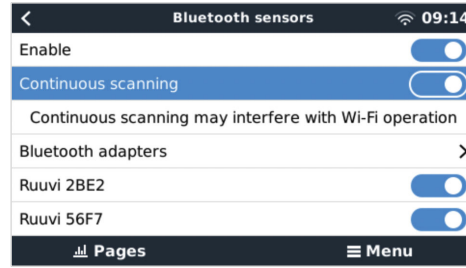 Bluetooth sensors 09:14
Enable
Continuous scanning
Continuous scanning may interfere with Wi-Fi operation
Bluetooth adapters
Ruuvi 2BE2
Ruuvi 56F7
Pages Menu